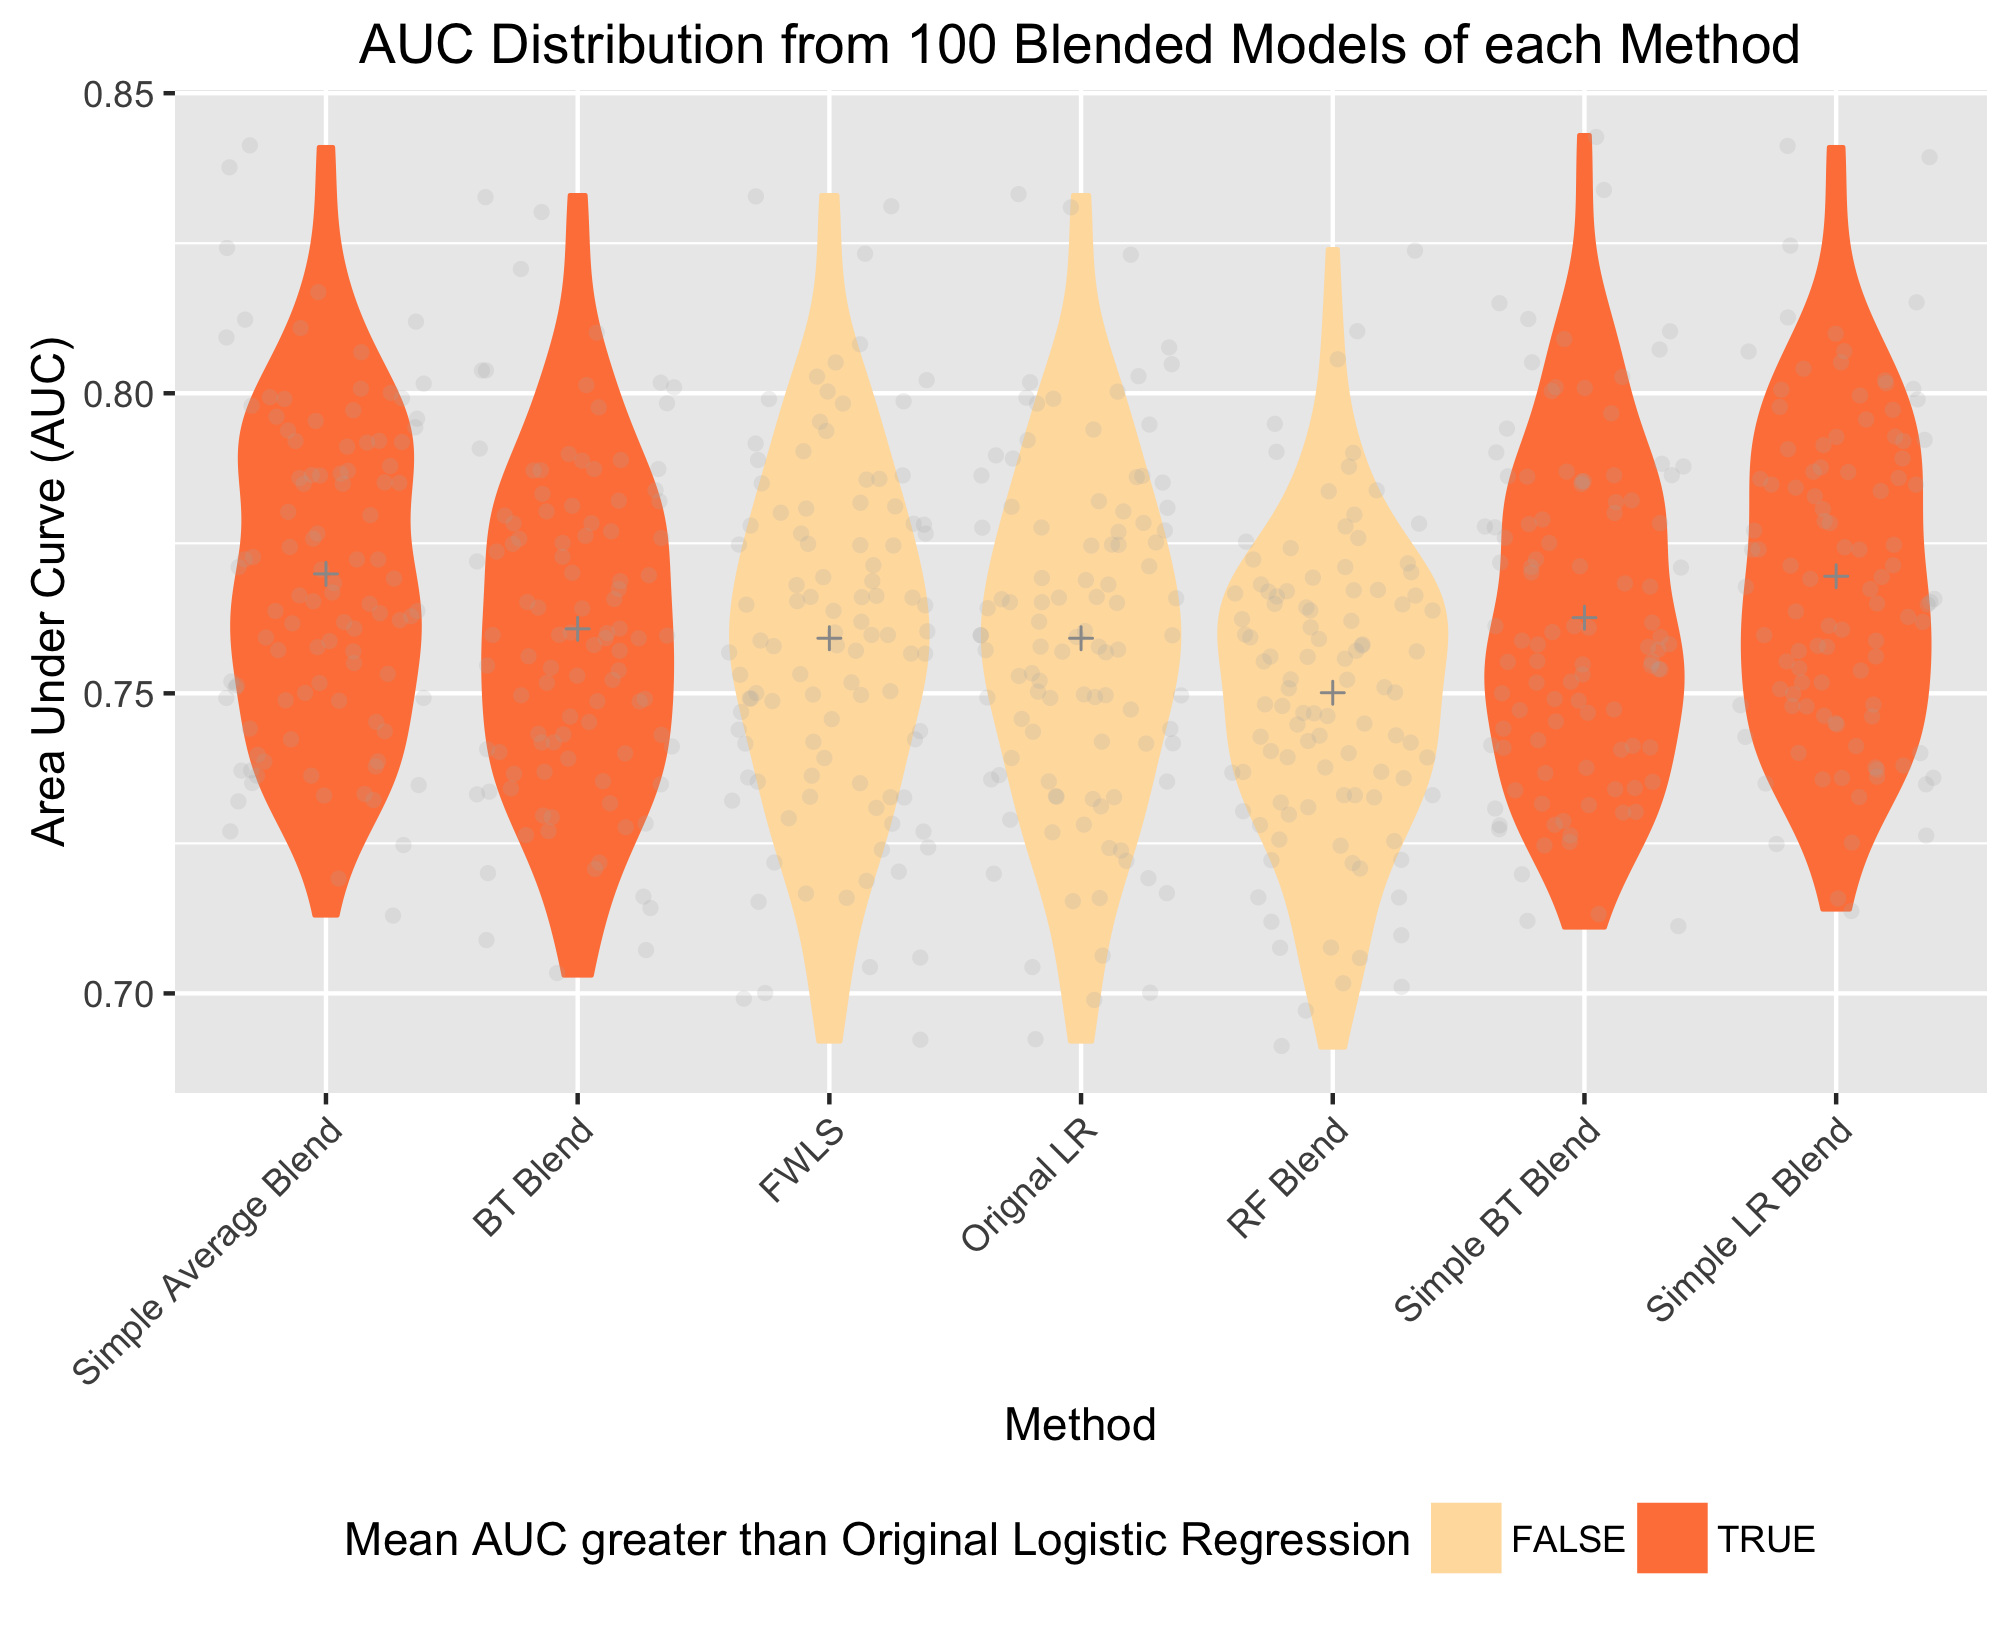 AUC Distribution from 100 Blended Models of each Method
Area Under Curve (AUC)
0.85
0.80
0.75
0.70
Simple Average Blend
BT Blend
FWLS
Orignal LR
RF Blend
Simple BT Blend
Simple LR Blend
Method
Mean AUC greater than Original Logistic Regression FALSE TRUE